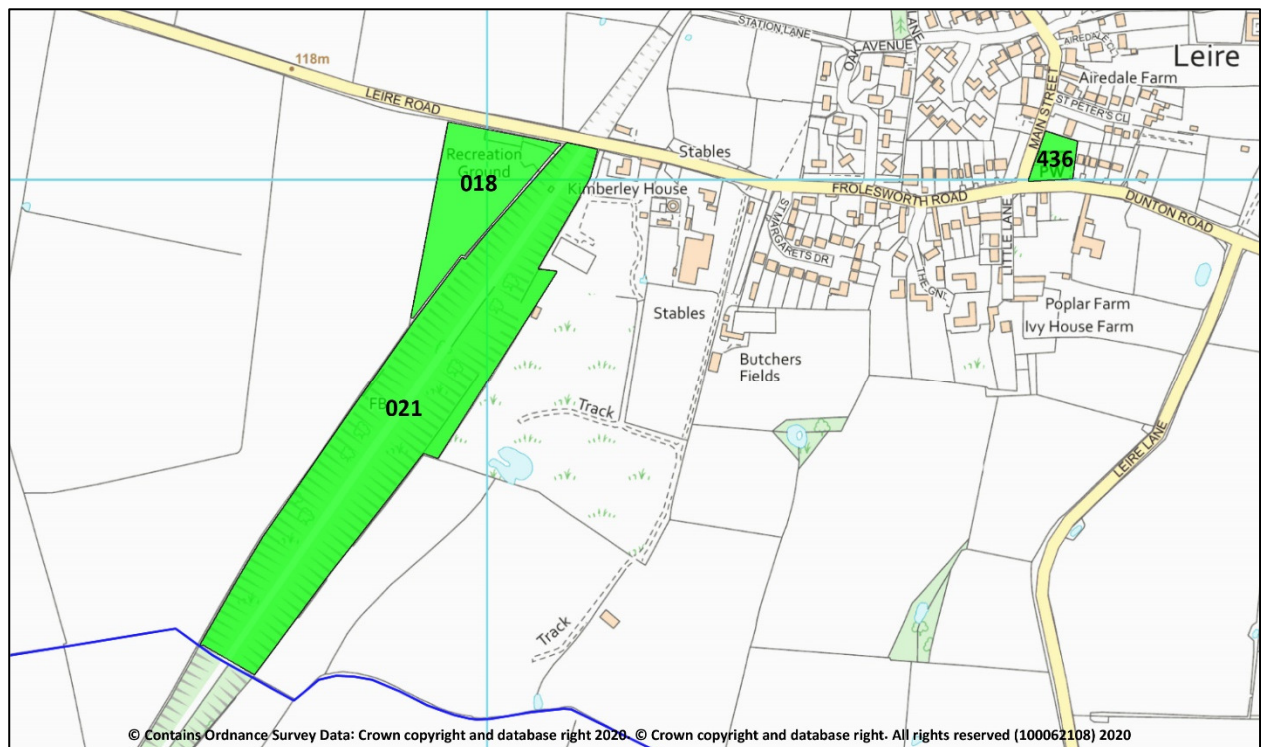 STATION LANE
OAK
AVENUE
LANE
MAIN STREET
AIREDALE CL
Leire
Airedale Farm
ST PETER'S CL
118m
LEIRE ROAD
Recreation
Ground
018
Stables
436
PW
Kimberley House
FROLESWORTH ROAD
DUNTON ROAD
ST MARGARETS DR
LITTLE LANE
Stables
Poplar Farm
Ivy House Farm
Butchers
Fields
021
FB
Track
LEIRE LANE
Track
© Contains Ordnance Survey Data: Crown copyright and database right 2020 © Crown copyright and database right. All rights reserved (100062108) 2020